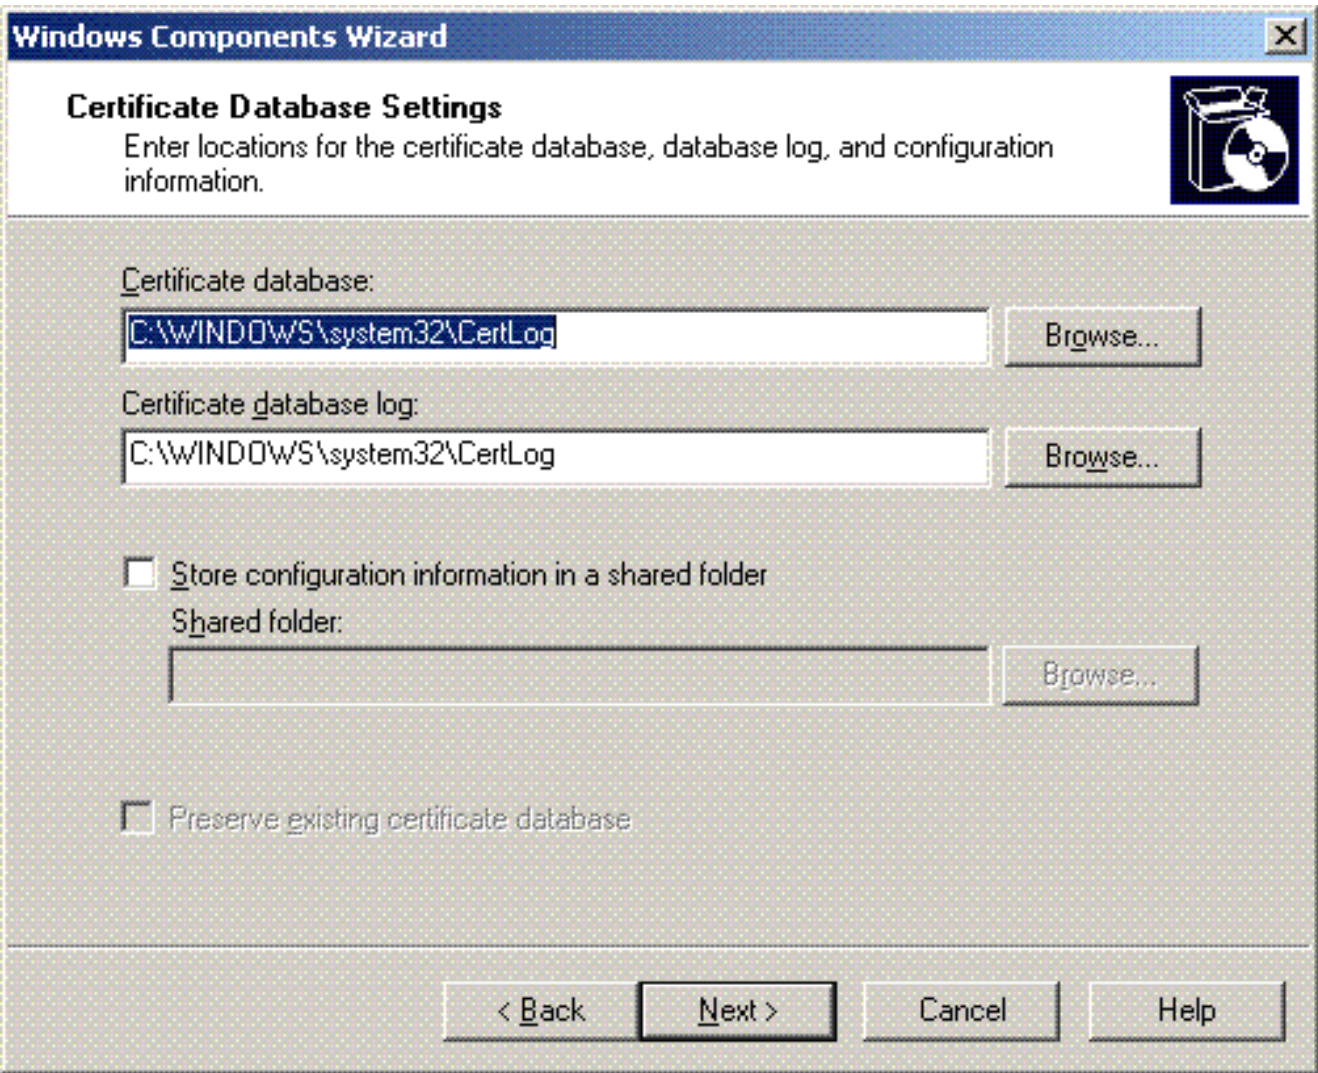 Windows Components Wizard
Certificate Database Settings
Enter locations for the certificate database, database log, and configuration
information.
Certificate database:
C:\WINDOWS\system32\CertLog
Browse...
Certificate database log:
C:\WINDOWS\system32\CertLog
Browse...
Store configuration information in a shared folder
Shared folder:
Browse...
Preserve existing certificate database
< Back
Next >
Cancel
Help